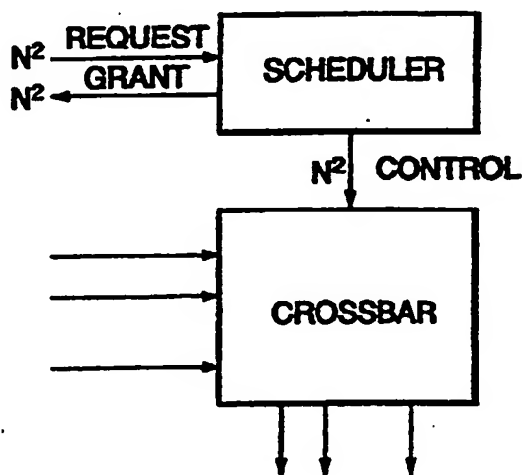 N² REQUEST
N² GRANT
SCHEDULER
N² CONTROL
CROSSBAR